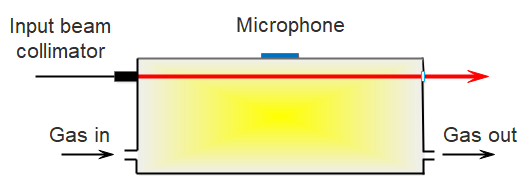 Input beam
collimator
Microphone
Gas in
Gas out